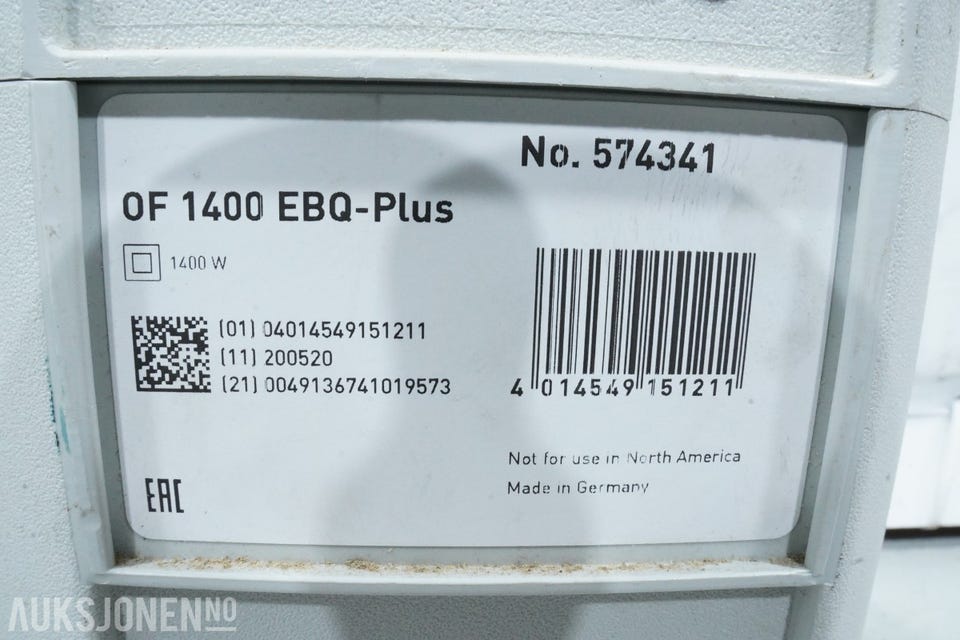 No. 574341
OF 1400 EBQ-Plus
1400 W
(01) 04014549151211
(11) 200520
(21) 0049136741019573
4 014549 151211
Not for use in North America
Made in Germany
EAC
AUKSJONEN NO